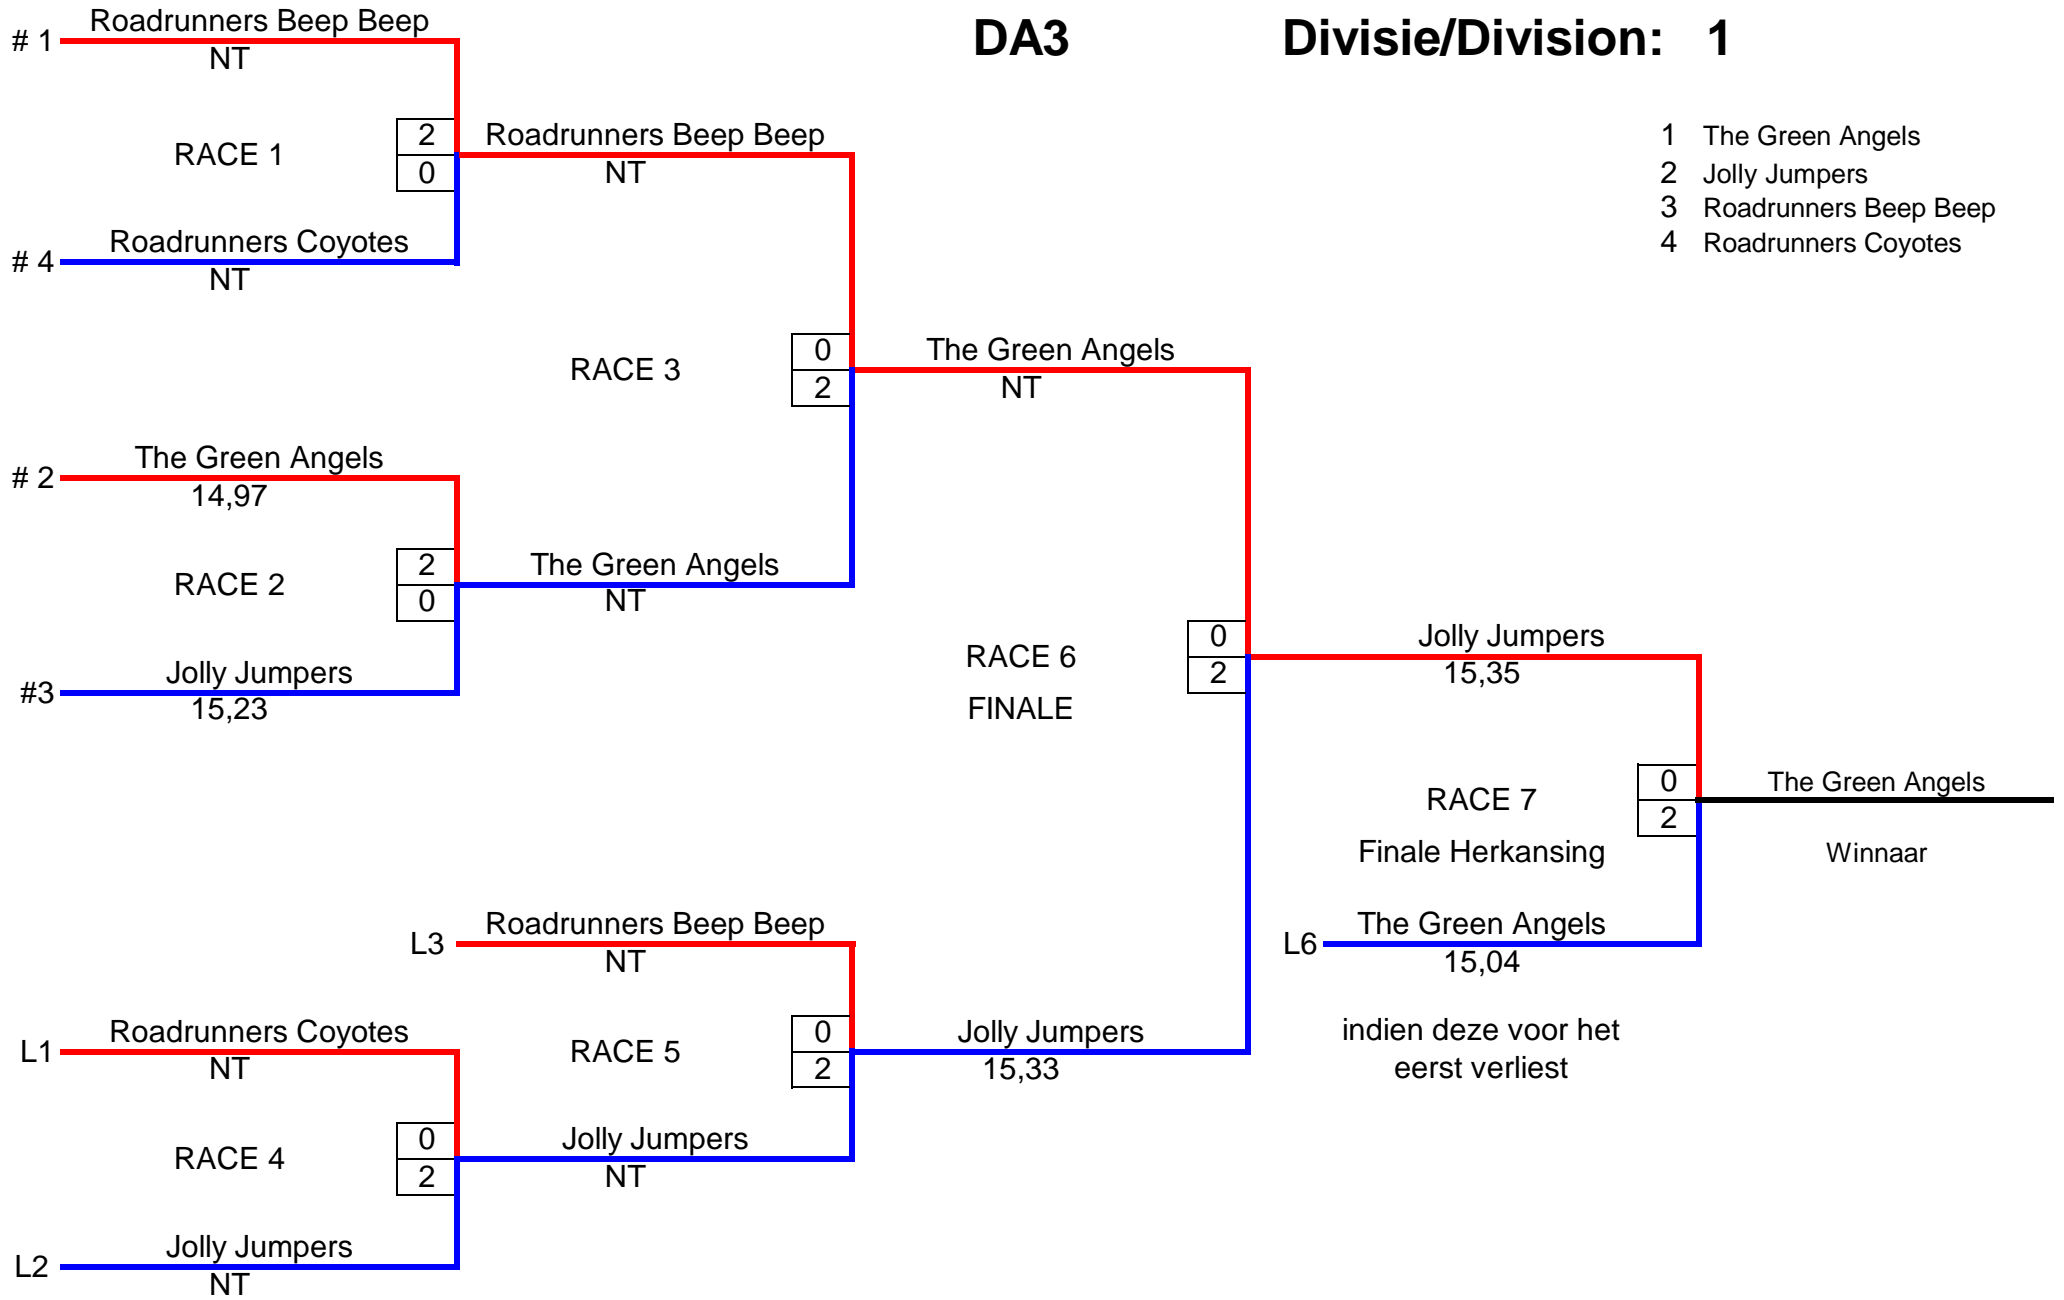 DA3 Divisie/Division: 1
1 The Green Angels
2 Jolly Jumpers
3 Roadrunners Beep Beep
4 Roadrunners Coyotes
# 1 Roadrunners Beep Beep
NT
RACE 1
2
0
# 4 Roadrunners Coyotes
NT
# 2 The Green Angels
14,97
RACE 2
2
0
#3 Jolly Jumpers
15,23
Roadrunners Beep Beep
NT
RACE 3
0
2
The Green Angels
NT
L1 Roadrunners Coyotes
NT
RACE 4
0
2
L2 Jolly Jumpers
NT
L3 Roadrunners Beep Beep
NT
RACE 5
0
2
Jolly Jumpers
NT
The Green Angels
NT
RACE 6
FINALE
0
2
Jolly Jumpers
15,33
Jolly Jumpers
15,35
RACE 7
Finale Herkansing
0
2
L6 The Green Angels
15,04
indien deze voor het
eerst verliest
The Green Angels
Winnaar